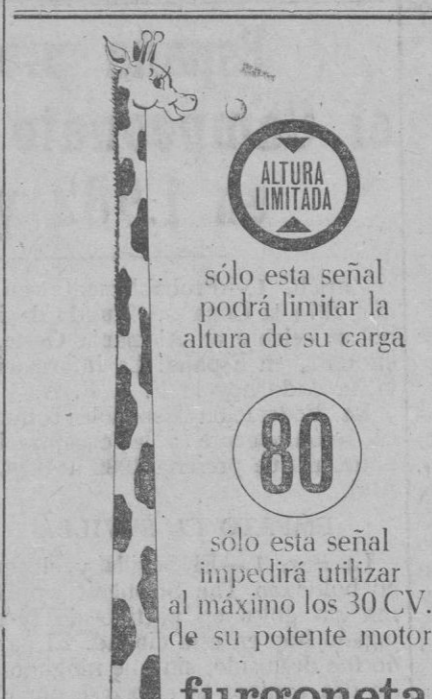 ALTURA
LIMITADA
sólo esta señal
podrá limitar la
altura de su carga
80
sólo esta señal
impedirá utilizar
al máximo los 30 CV.
de su potente motor
furgoneta